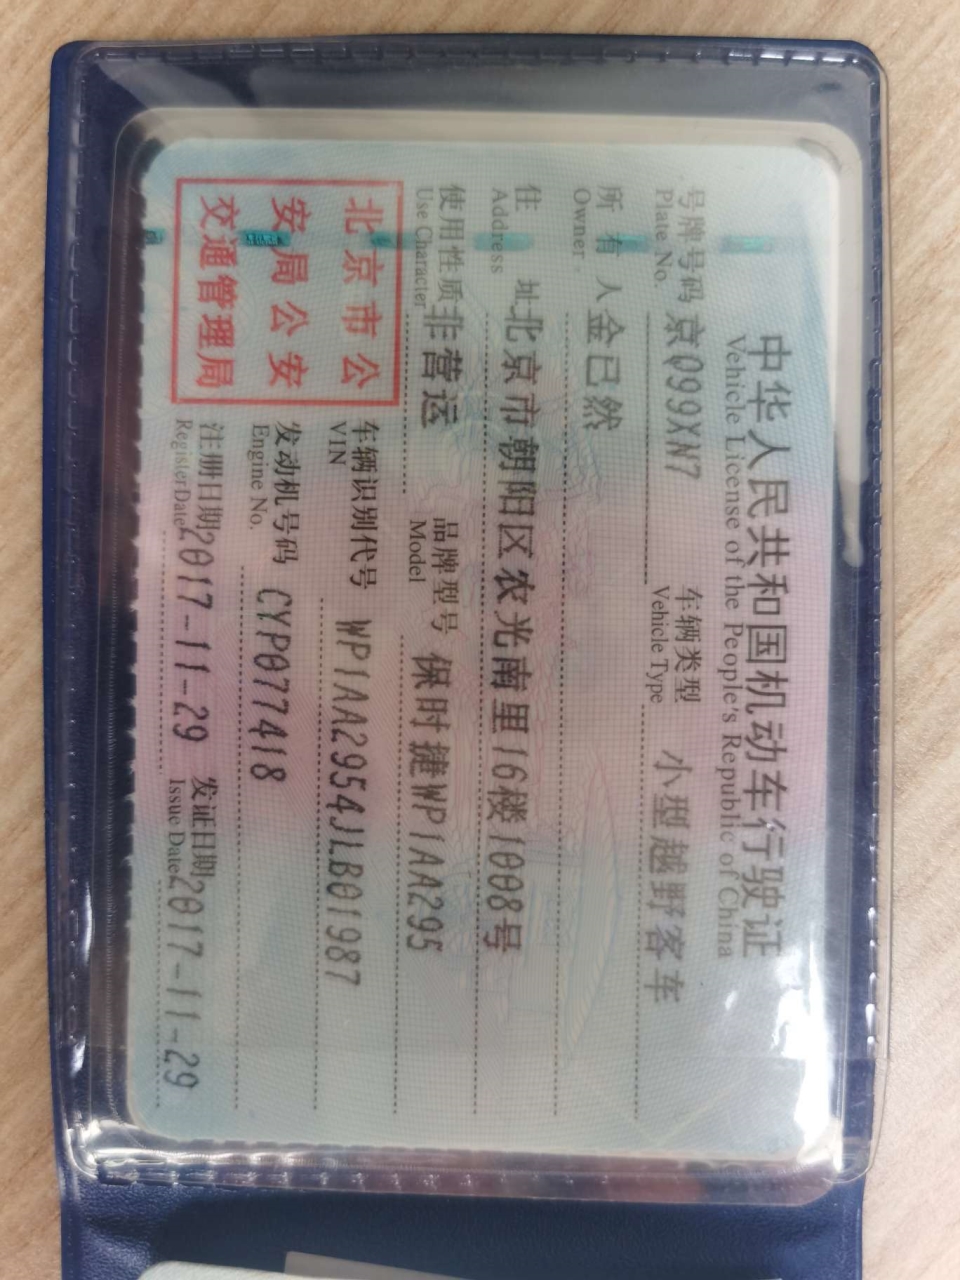 中华人民共和国机动车行驶证
Vehicle License of the People's Republic of China
号牌号码 京Q99XN7 车辆类型 小型越野客车
Plate No. Vehicle Type
所有人 金已然
Owner
住址 北京市朝阳区农光南里16楼1008号
Address
使用性质 非营运 品牌型号 保时捷WP1AA295
Use Character Model
北京市公
安局公安
交通管理局
车辆识别代号 WP1AA2954JLB01987
VIN
发动机号码 CYP077418
Engine No.
注册日期 2017-11-29 发证日期 2017-11-29
Register Date Issue Date